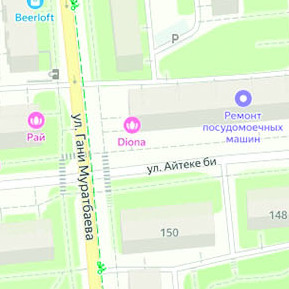 Beerloft
P
Ремонт
посудомоечных
машин
Рай
Diona
ул. Гани Муратбаева
ул. Айтеке би
150
148